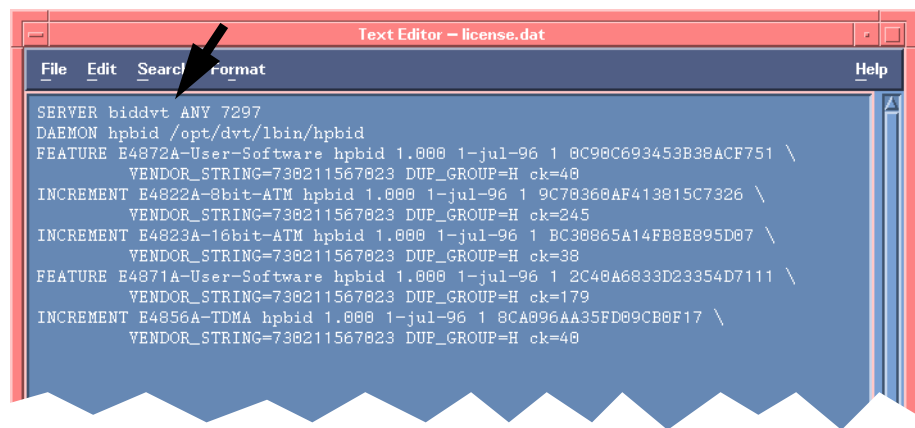 Text Editor – license.dat
File Edit Search Format Help
SERVER biddvt ANY 7297
DAEMON hpbid /opt/dvt/lbin/hpbid
FEATURE E4872A-User-Software hpbid 1.000 1-jul-96 1 0C90C693453B38ACF751 \
VENDOR_STRING=730211567023 DUP_GROUP=H ck=40
INCREMENT E4822A-8bit-ATM hpbid 1.000 1-jul-96 1 9C70360AF413815C7326 \
VENDOR_STRING=730211567023 DUP_GROUP=H ck=245
INCREMENT E4823A-16bit-ATM hpbid 1.000 1-jul-96 1 BC30865A14FB8E895D07 \
VENDOR_STRING=730211567023 DUP_GROUP=H ck=38
FEATURE E4871A-User-Software hpbid 1.000 1-jul-96 1 2C40A6833D23354D7111 \
VENDOR_STRING=730211567023 DUP_GROUP=H ck=179
INCREMENT E4856A-TDMA hpbid 1.000 1-jul-96 1 8CA096AA35FD09CB0F17 \
VENDOR_STRING=730211567023 DUP_GROUP=H ck=40